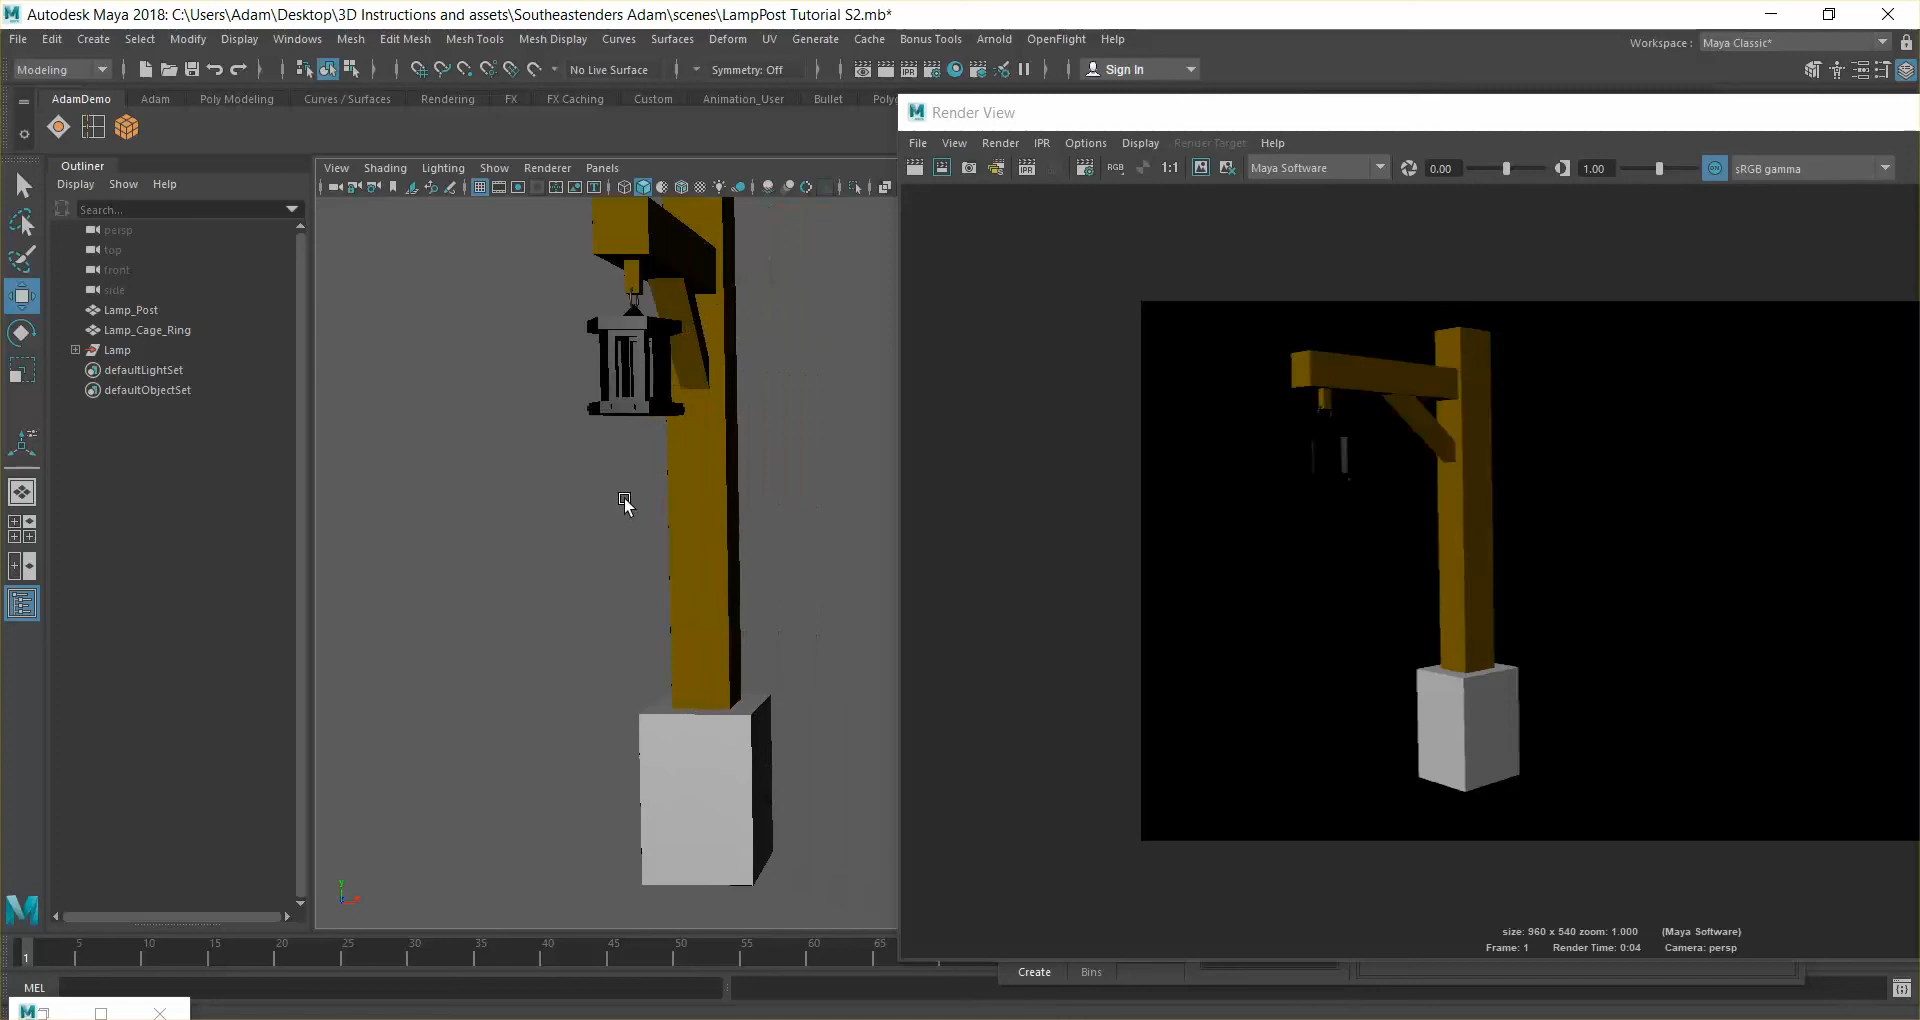 Autodesk Maya 2018: C:\Users\Adam\Desktop\3D Instructions and assets\Southeastenders Adam\scenes\LampPost Tutorial S2.mb*
File Edit Create Select Modify Display Windows Mesh Edit Mesh Mesh Tools Mesh Display Curves Surfaces Deform UV Generate Cache Bonus Tools Arnold OpenFlight Help
Workspace : Maya Classic*
Modeling No Live Surface Symmetry: Off IPR Sign In
AdamDemo Adam Poly Modeling Curves / Surfaces Rendering FX FX Caching Custom Animation_User Bullet Polyg
Render View
File View Render IPR Options Display Render Target Help
IPR RGB 1:1 Maya Software 0.00 1.00 ON sRGB gamma
Outliner
Display Show Help
View Shading Lighting Show Renderer Panels
Search...
persp
top
front
side
Lamp_Post
Lamp_Cage_Ring
Lamp
defaultLightSet
defaultObjectSet
y
x
size: 960 x 540 zoom: 1.000 (Maya Software)
Frame: 1 Render Time: 0:04 Camera: persp
5 10 15 20 25 30 35 40 45 50 55 60 65
1
Create Bins
MEL